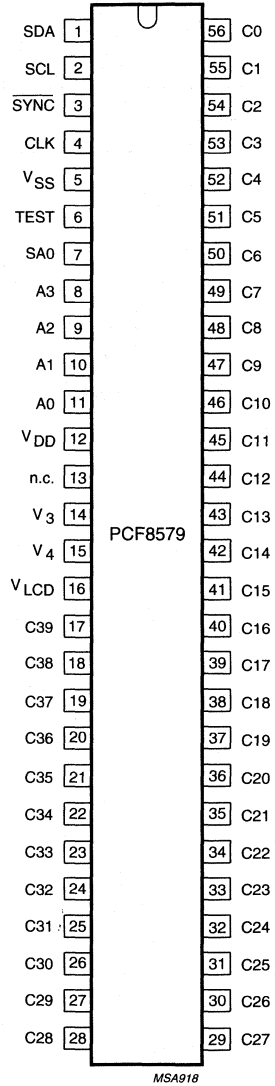 SDA 1 56 C0
SCL 2 55 C1
SYNC 3 54 C2
CLK 4 53 C3
VSS 5 52 C4
TEST 6 51 C5
SA0 7 50 C6
A3 8 49 C7
A2 9 48 C8
A1 10 47 C9
A0 11 46 C10
VDD 12 45 C11
n.c. 13 44 C12
V3 14 43 C13
PCF8579
V4 15 42 C14
VLCD 16 41 C15
C39 17 40 C16
C38 18 39 C17
C37 19 38 C18
C36 20 37 C19
C35 21 36 C20
C34 22 35 C21
C33 23 34 C22
C32 24 33 C23
C31 25 32 C24
C30 26 31 C25
C29 27 30 C26
C28 28 29 C27
MSA918